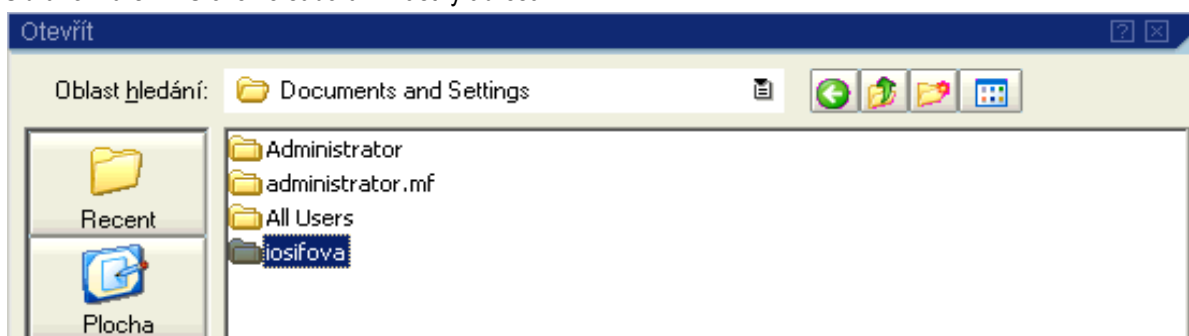 Otevřít
Oblast hledání: Documents and Settings
Administrator
administrator.mf
All Users
iosifova
Recent
Plocha